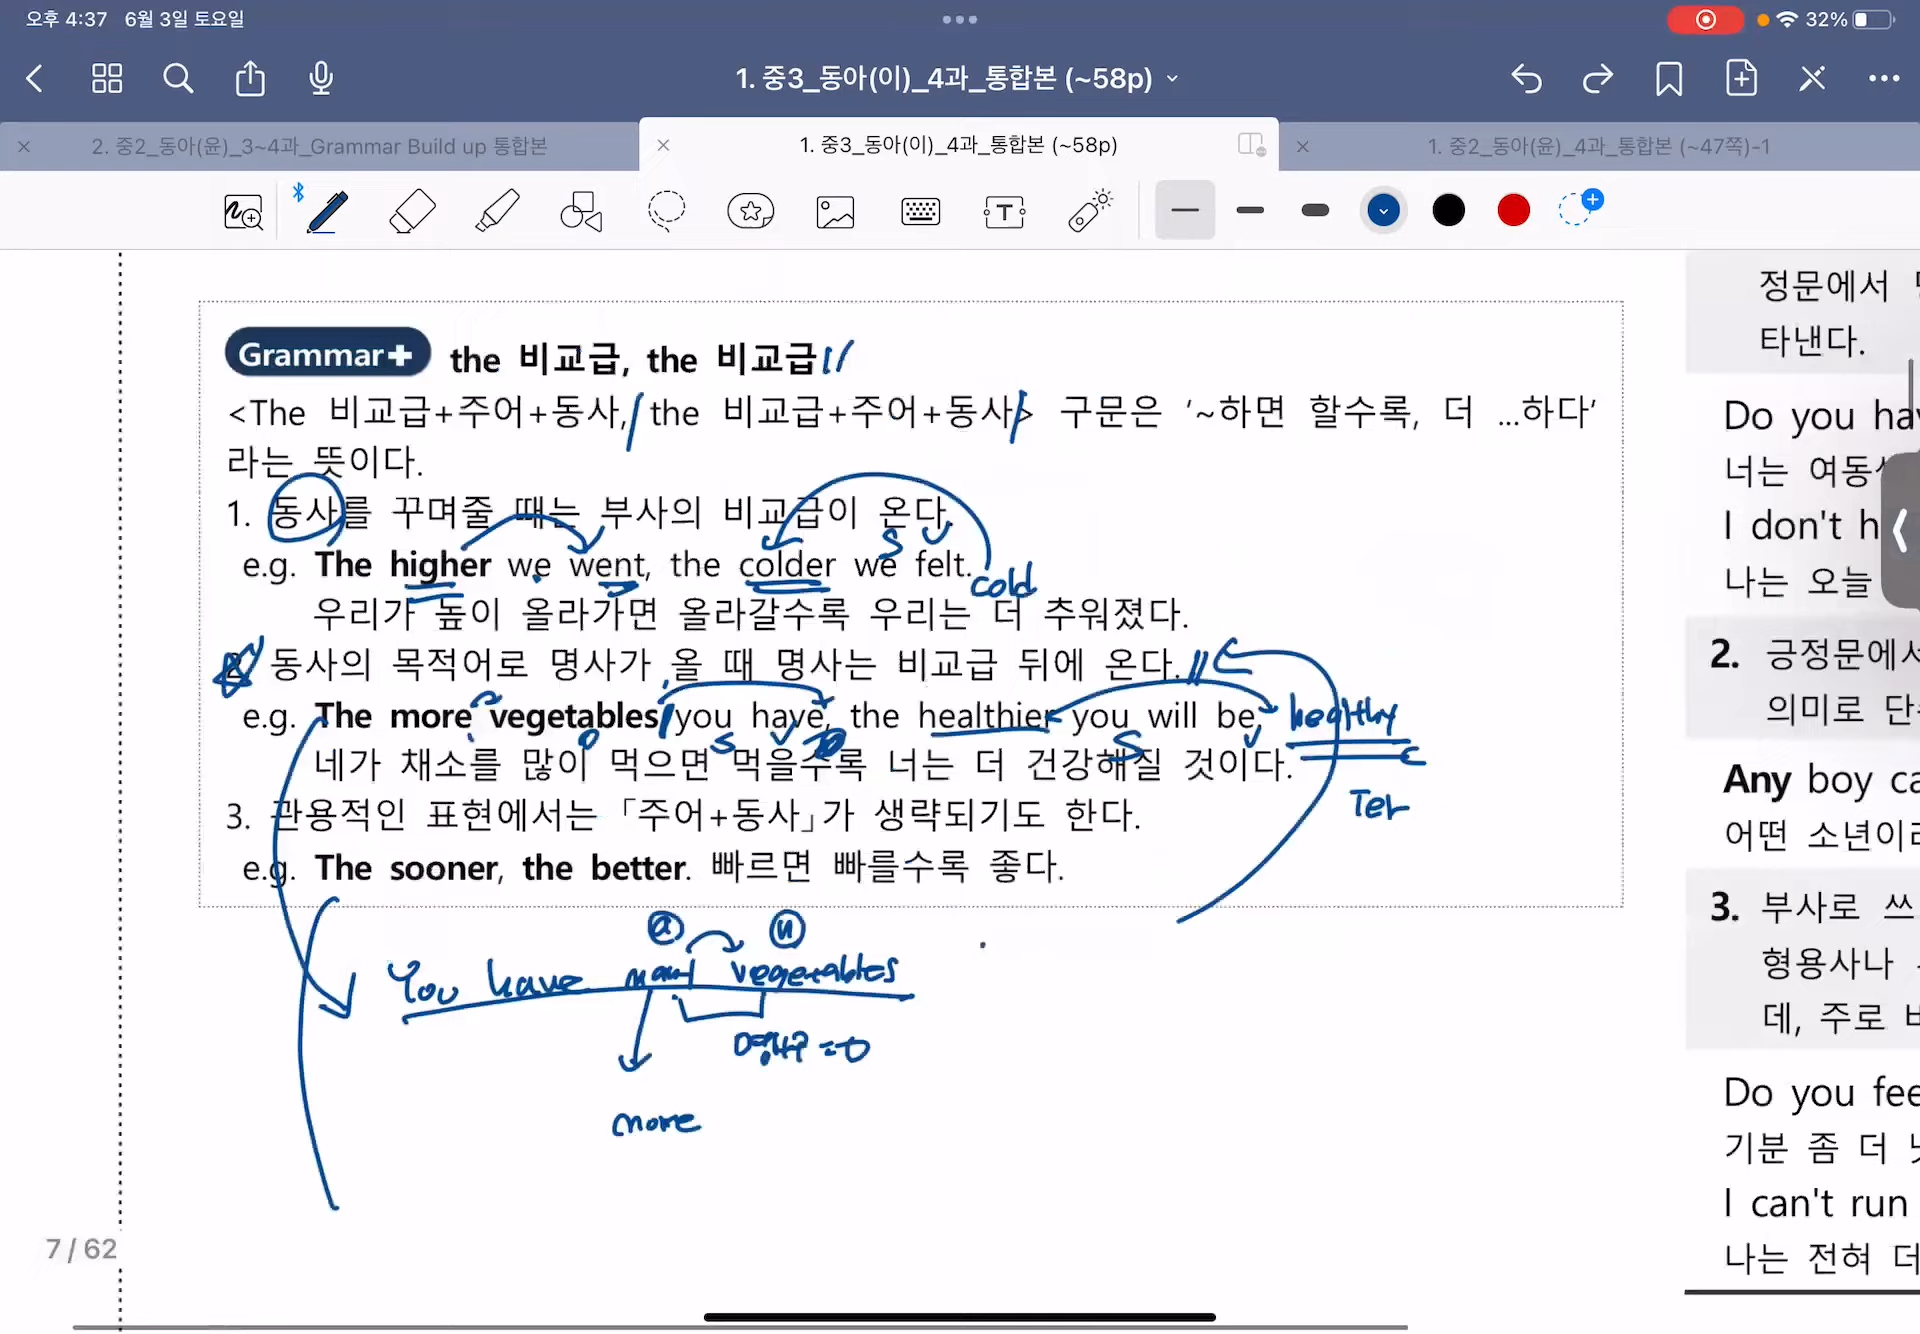 오후 4:37 6월 3일 토요일
32%
1. 중3_동아(이)_4과_통합본 (~58p)
2. 중2_동아(윤)_3~4과_Grammar Build up 통합본
1. 중3_동아(이)_4과_통합본 (~58p)
1. 중2_동아(윤)_4과_통합본 (~47쪽)-1
Grammar+ the 비교급, the 비교급
<The 비교급+주어+동사, the 비교급+주어+동사> 구문은 '~하면 할수록, 더 ...하다'
라는 뜻이다.
1. 동사를 꾸며줄 때는 부사의 비교급이 온다.
S
e.g. The higher we went, the colder we felt.
cold
우리가 높이 올라가면 올라갈수록 우리는 더 추워졌다.
2. 동사의 목적어로 명사가 올 때 명사는 비교급 뒤에 온다.
e.g. The more vegetables you have, the healthier you will be,
healthy
o s v S v
네가 채소를 많이 먹으면 먹을수록 너는 더 건강해질 것이다.
c
3. 관용적인 표현에서는 「주어+동사」가 생략되기도 한다.
e.g. The sooner, the better. 빠르면 빠를수록 좋다.
a n
You have many vegetables
more
7 / 62
정문에서
타낸다.
Do you ha
너는 여동
I don't h
나는 오늘
2. 긍정문에서
의미로 단
Any boy ca
어떤 소년이
3. 부사로 쓰
형용사나
데, 주로
Do you fee
기분 좀 더
I can't run
나는 전혀 더